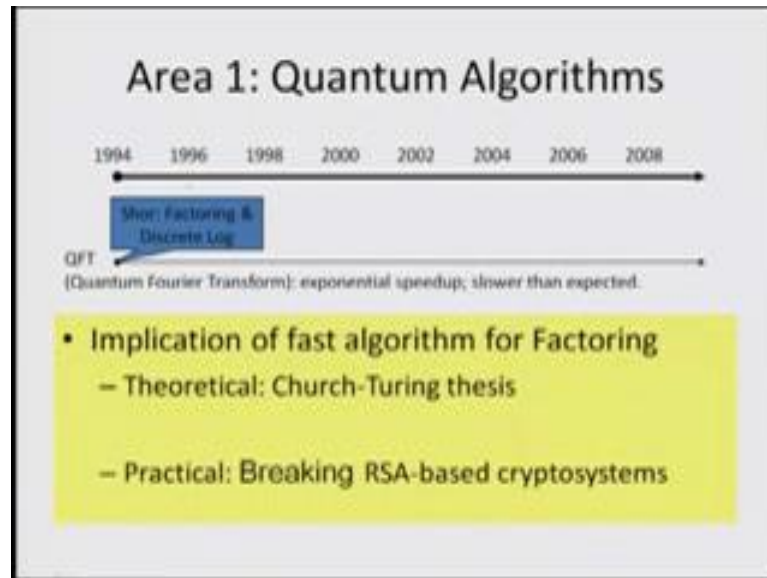 Area 1: Quantum Algorithms
1994 1996 1998 2000 2002 2004 2006 2008
Shor: Factoring &
Discrete Log
QFT
(Quantum Fourier Transform): exponential speedup, slower than expected.
• Implication of fast algorithm for Factoring
– Theoretical: Church-Turing thesis
– Practical: Breaking RSA-based cryptosystems